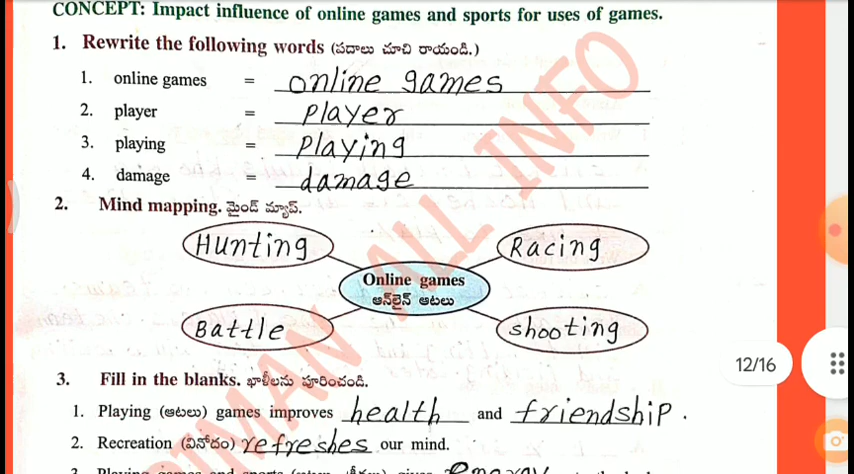 CONCEPT: Impact influence of online games and sports for uses of games.
1. Rewrite the following words (పదాలు చూచి రాయండి.)
1. online games = online games
2. player = Player
3. playing = Playing
4. damage = damage
2. Mind mapping. మైండ్ మ్యాప్.
Hunting Racing
Online games
ఆన్‌లైన్ ఆటలు
Battle shooting
12/16
3. Fill in the blanks. ఖాళీలను పూరించండి.
1. Playing (ఆటలు) games improves health and friendship.
2. Recreation (వినోదం) refreshes our mind.
MAN ALL INFO